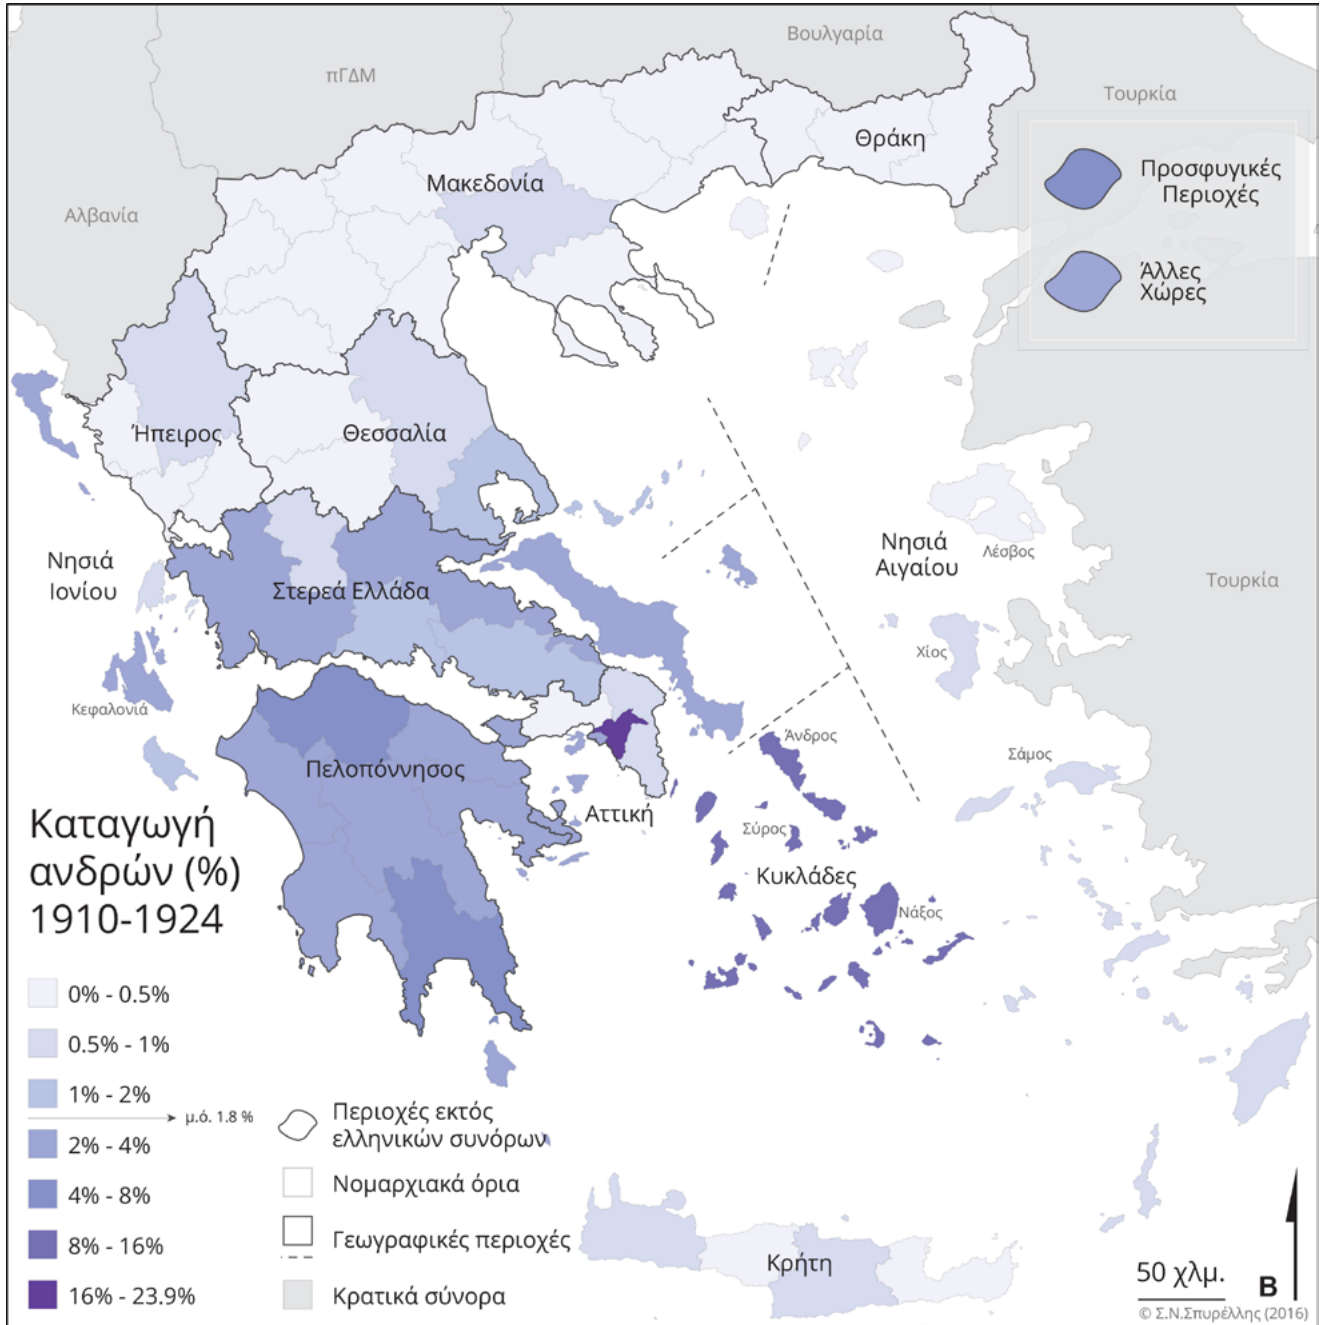 Βουλγαρία
πΓΔΜ
Τουρκία
Θράκη
Προσφυγικές
Περιοχές
Μακεδονία
Αλβανία
Άλλες
Χώρες
Ήπειρος
Θεσσαλία
Νησιά
Ιονίου
Νησιά
Αιγαίου
Λέσβος
Τουρκία
Στερεά Ελλάδα
Χίος
Κεφαλονιά
Άνδρος
Σάμος
Πελοπόννησος
Αττική
Σύρος
Κυκλάδες
Νάξος
Καταγωγή
ανδρών (%)
1910-1924
0% - 0.5%
0.5% - 1%
1% - 2%
μ.ό. 1.8 %
2% - 4%
4% - 8%
8% - 16%
16% - 23.9%
Περιοχές εκτός
ελληνικών συνόρων
Νομαρχιακά όρια
Γεωγραφικές περιοχές
Κρατικά σύνορα
Κρήτη
50 χλμ.
Β
© Σ.Ν.Σπυρέλλης (2016)